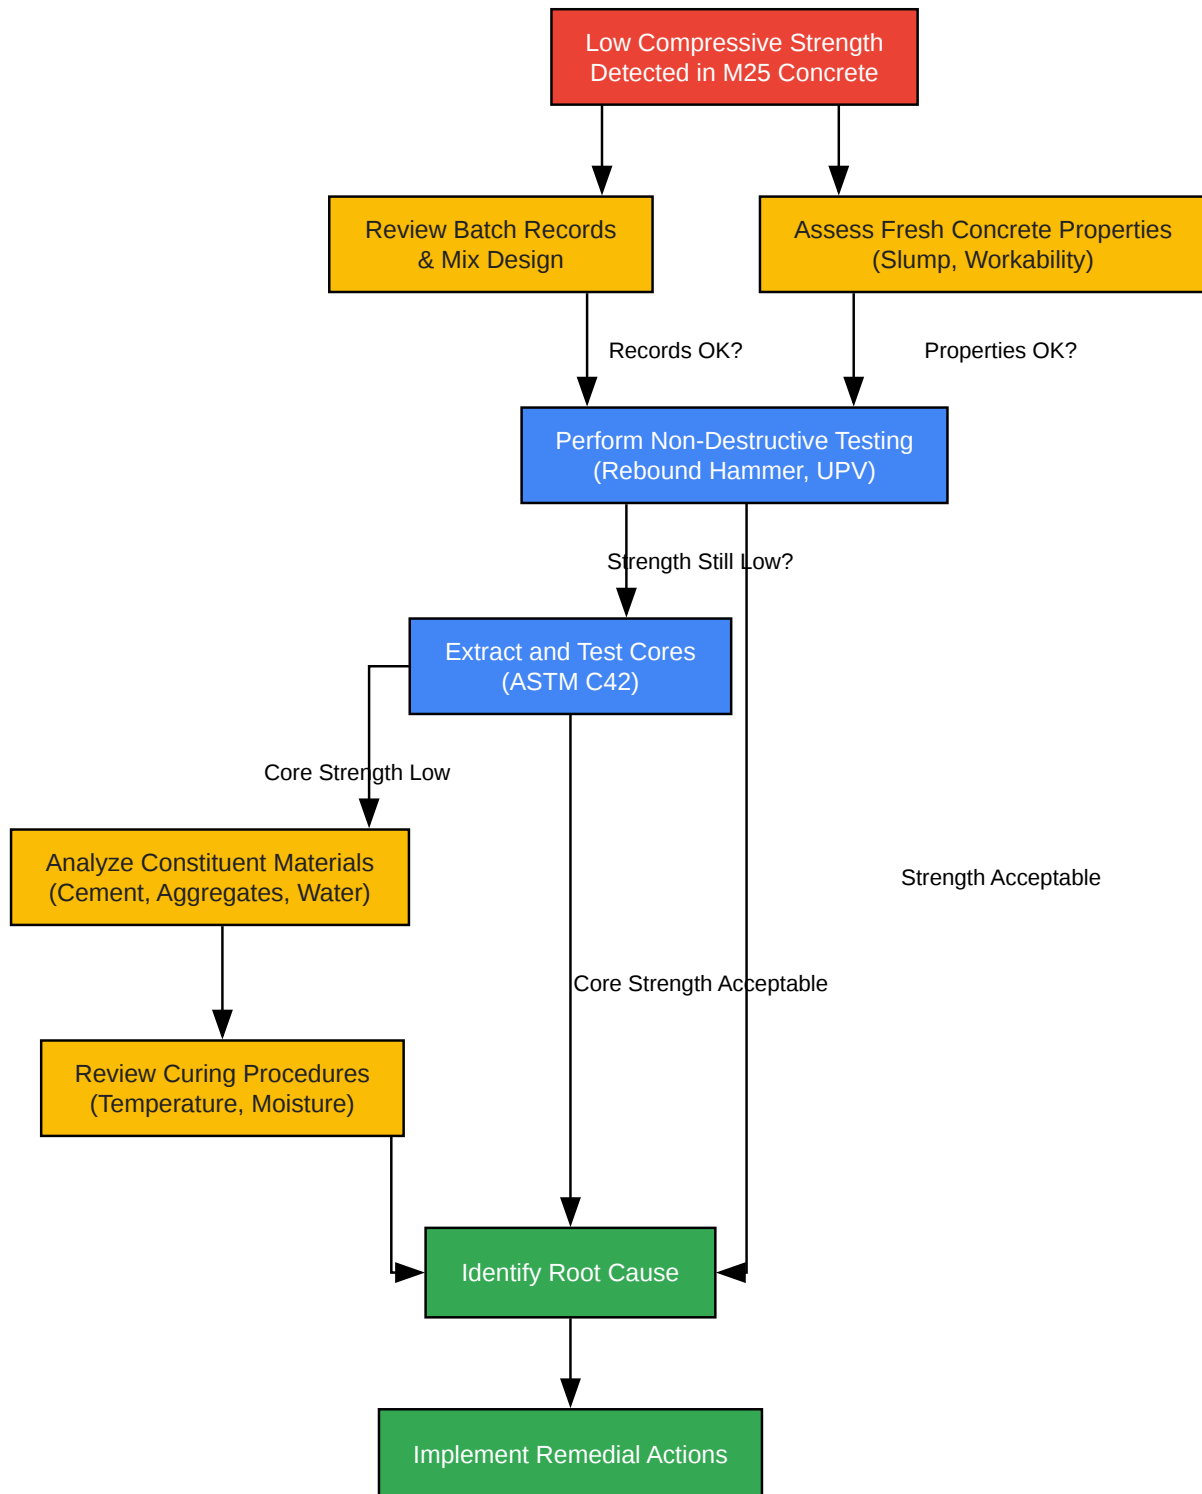 Low Compressive Strength
Detected in M25 Concrete
Review Batch Records
& Mix Design
Assess Fresh Concrete Properties
(Slump, Workability)
Records OK?
Properties OK?
Perform Non-Destructive Testing
(Rebound Hammer, UPV)
Strength Still Low?
Extract and Test Cores
(ASTM C42)
Core Strength Low
Analyze Constituent Materials
(Cement, Aggregates, Water)
Strength Acceptable
Core Strength Acceptable
Review Curing Procedures
(Temperature, Moisture)
Identify Root Cause
Implement Remedial Actions